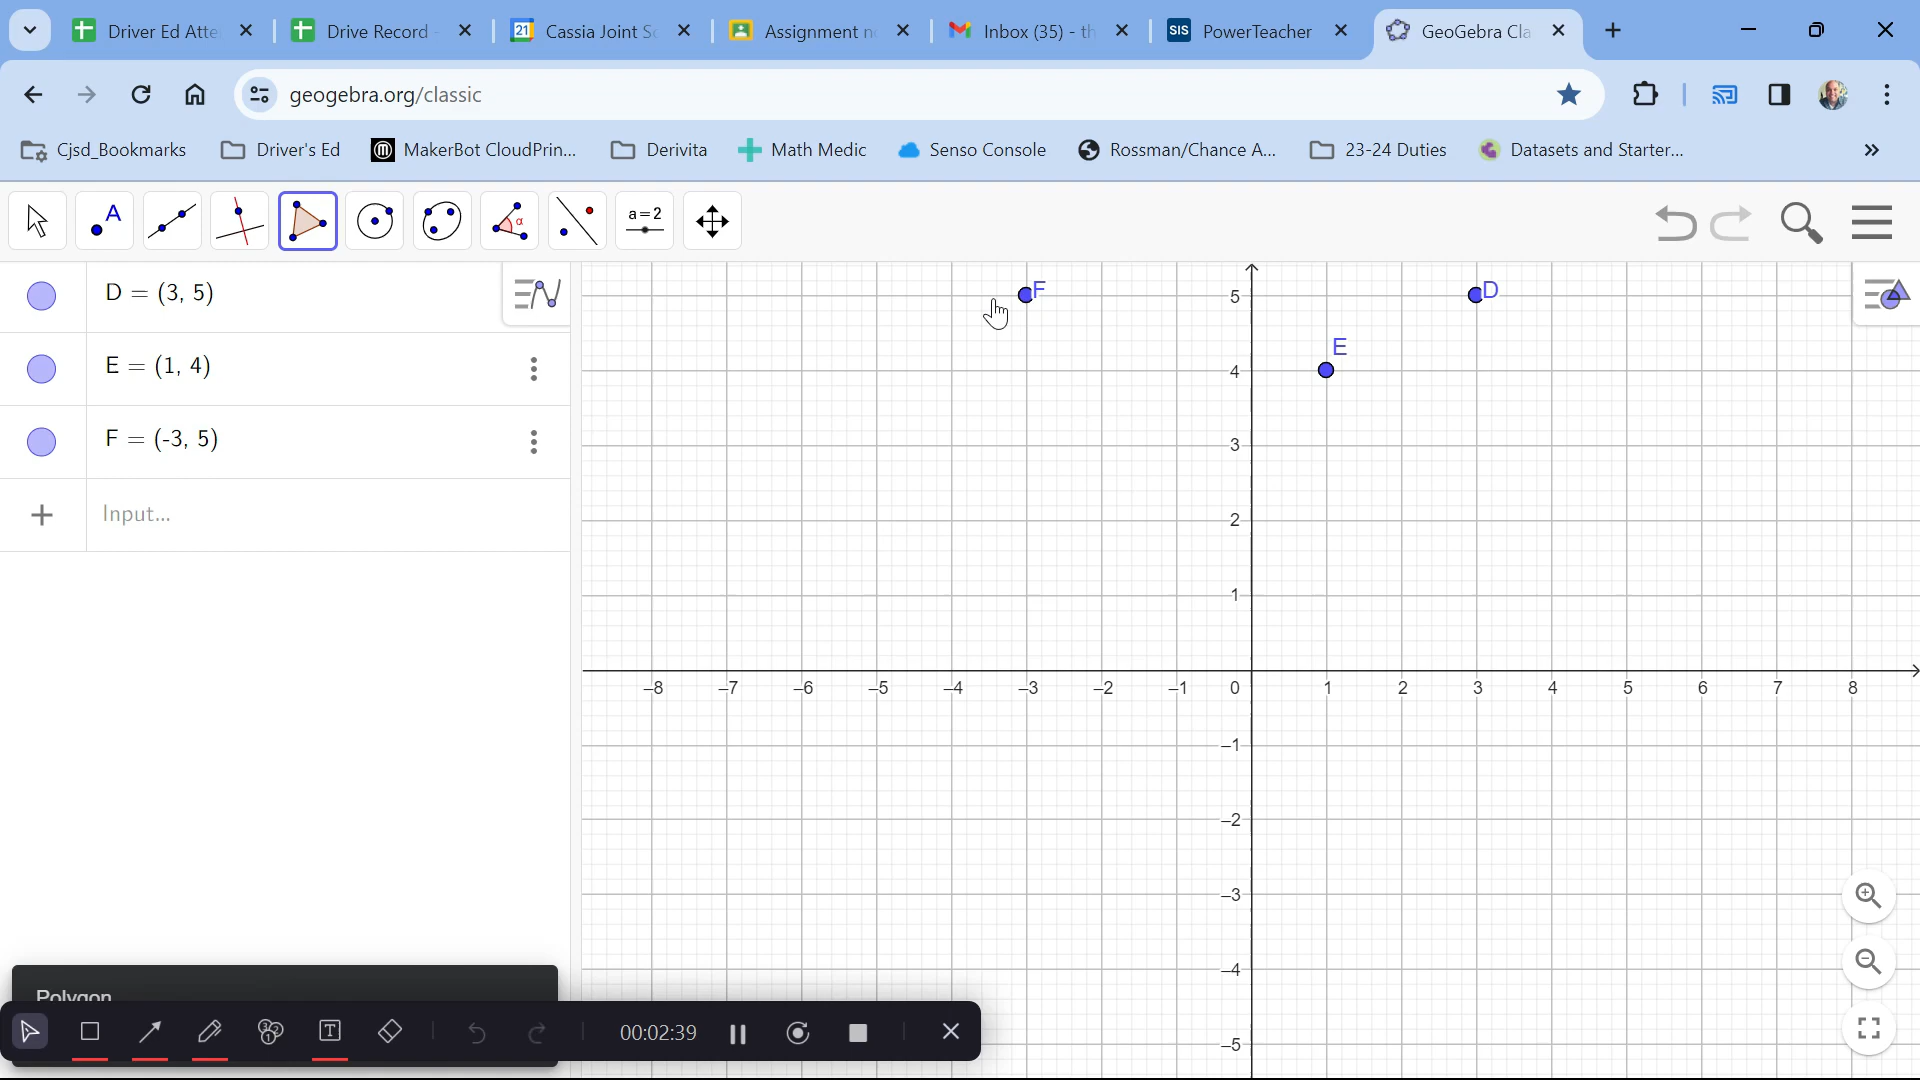 Driver Ed Atte
Drive Record -
21
Cassia Joint Sc
Assignment n
Inbox (35) - th
SIS
PowerTeacher
GeoGebra Cla
geogebra.org/classic
Cjsd_Bookmarks
Driver's Ed
MakerBot CloudPrin...
Derivita
Math Medic
Senso Console
Rossman/Chance A...
23-24 Duties
Datasets and Starter...
»
A
α
a=2
D = (3, 5)
E = (1, 4)
F = (-3, 5)
+ Input...
F
D
E
5
4
3
2
1
–8 –7 –6 –5 –4 –3 –2 –1 0 1 2 3 4 5 6 7 8
–1
–2
–3
–4
–5
Polygon
T
00:02:39